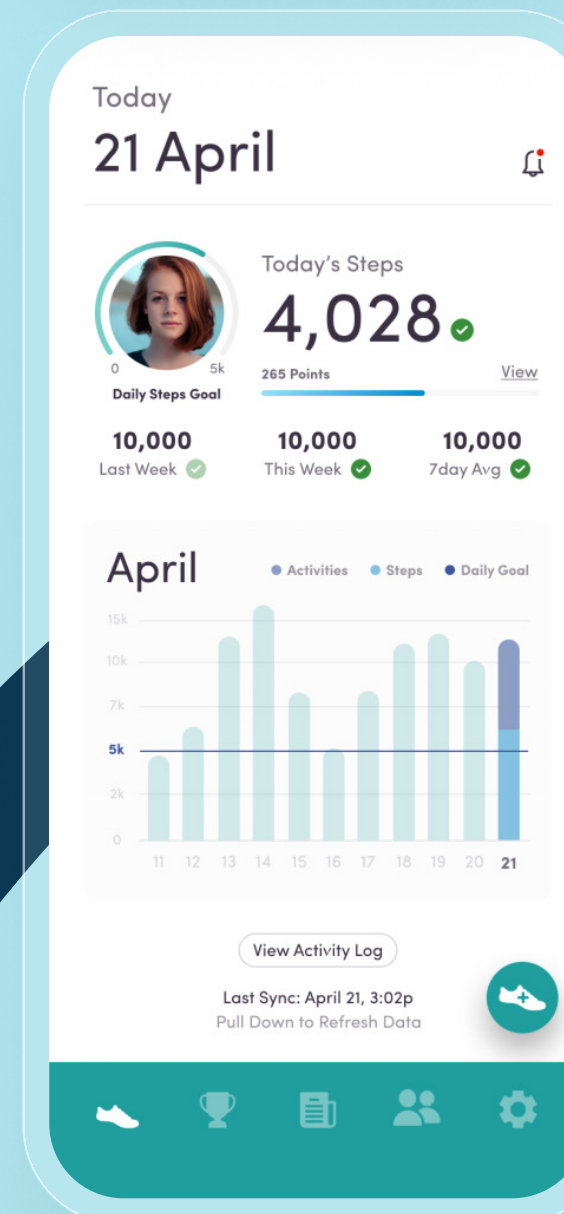 Today
21 April
Today's Steps
4,028
0 5k
265 Points View
Daily Steps Goal
10,000 10,000 10,000
Last Week This Week 7day Avg
April Activities Steps Daily Goal
15k
10k
7k
5k
2k
0
11 12 13 14 15 16 17 18 19 20 21
View Activity Log
Last Sync: April 21, 3:02p
Pull Down to Refresh Data